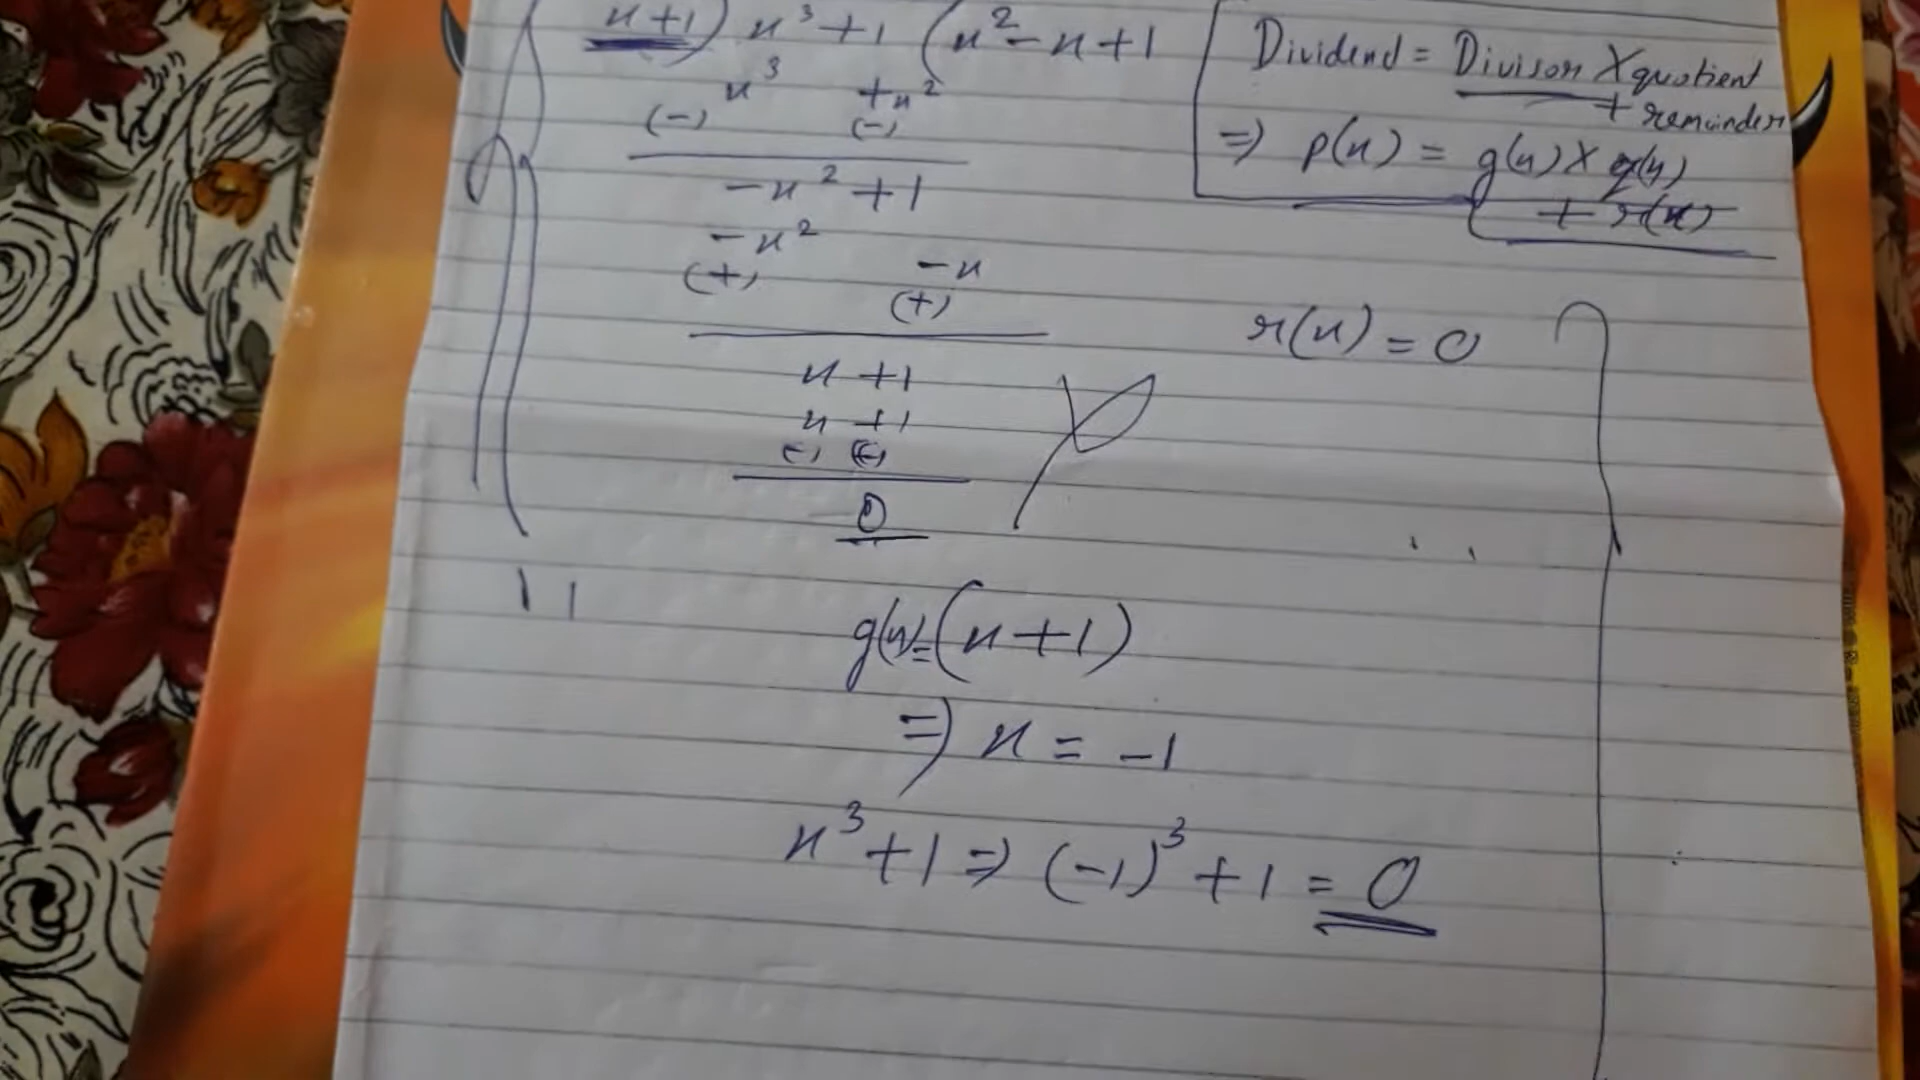 x+1) x³+1 (x²-x+1
x³ +x²
(-) (-)
-x²+1
-x²
-x
(+) (+)
x+1
x+1
(-) (-)
0
Dividend = Divisor X quotient
+ remainder
⇒ p(x) = g(x) X q(x)
+ r(x)
r(x) = 0
g(x)=(x+1)
⇒ x = -1
x³+1 ⇒ (-1)³+1 = 0